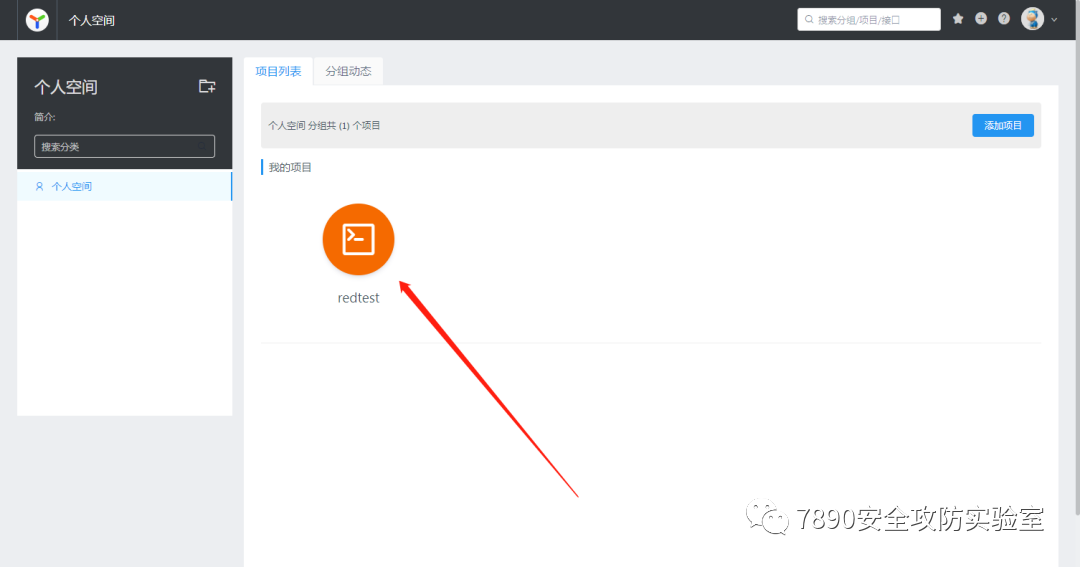 个人空间
搜索分组/项目/接口
个人空间
简介:
搜索分类
个人空间
项目列表
分组动态
个人空间 分组共 (1) 个项目
添加项目
我的项目
redtest
7890安全攻防实验室